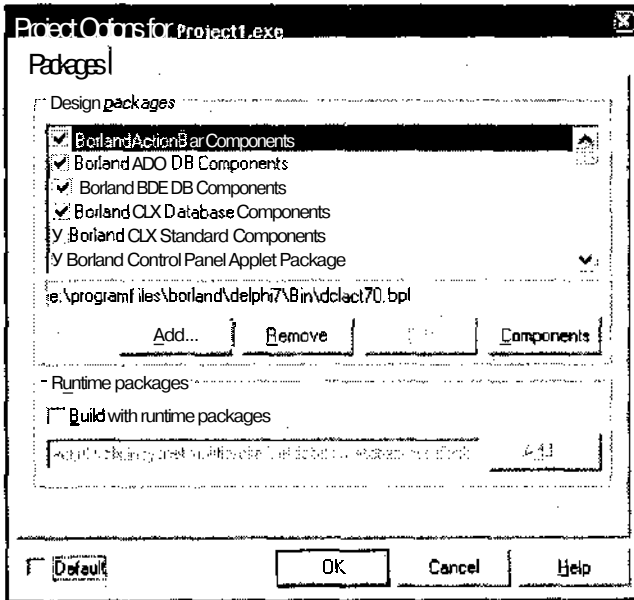 Project Options for Project1.exe
Packages
Design packages
Borland ActionBar Components
Borland ADO DB Components
Borland BDE DB Components
Borland CLX Database Components
У Borland CLX Standard Components
У Borland Control Panel Applet Package
e:\program files\borland\delphi7\Bin\dclact70.bpl
Add... Remove Components
Runtime packages
Build with runtime packages
Add
Default OK Cancel Help